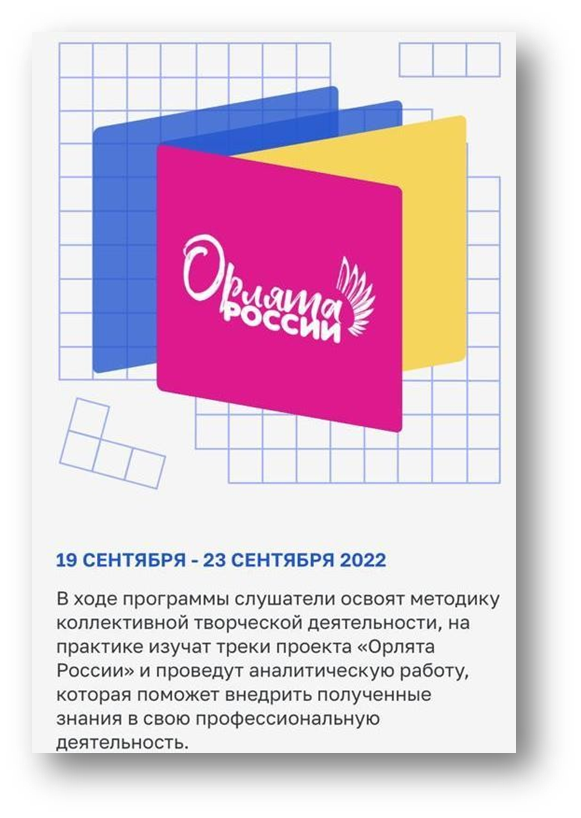 Орлята
РОССИИ
19 СЕНТЯБРЯ - 23 СЕНТЯБРЯ 2022
В ходе программы слушатели освоят методику
коллективной творческой деятельности, на
практике изучат треки проекта «Орлята
России» и проведут аналитическую работу,
которая поможет внедрить полученные
знания в свою профессиональную
деятельность.